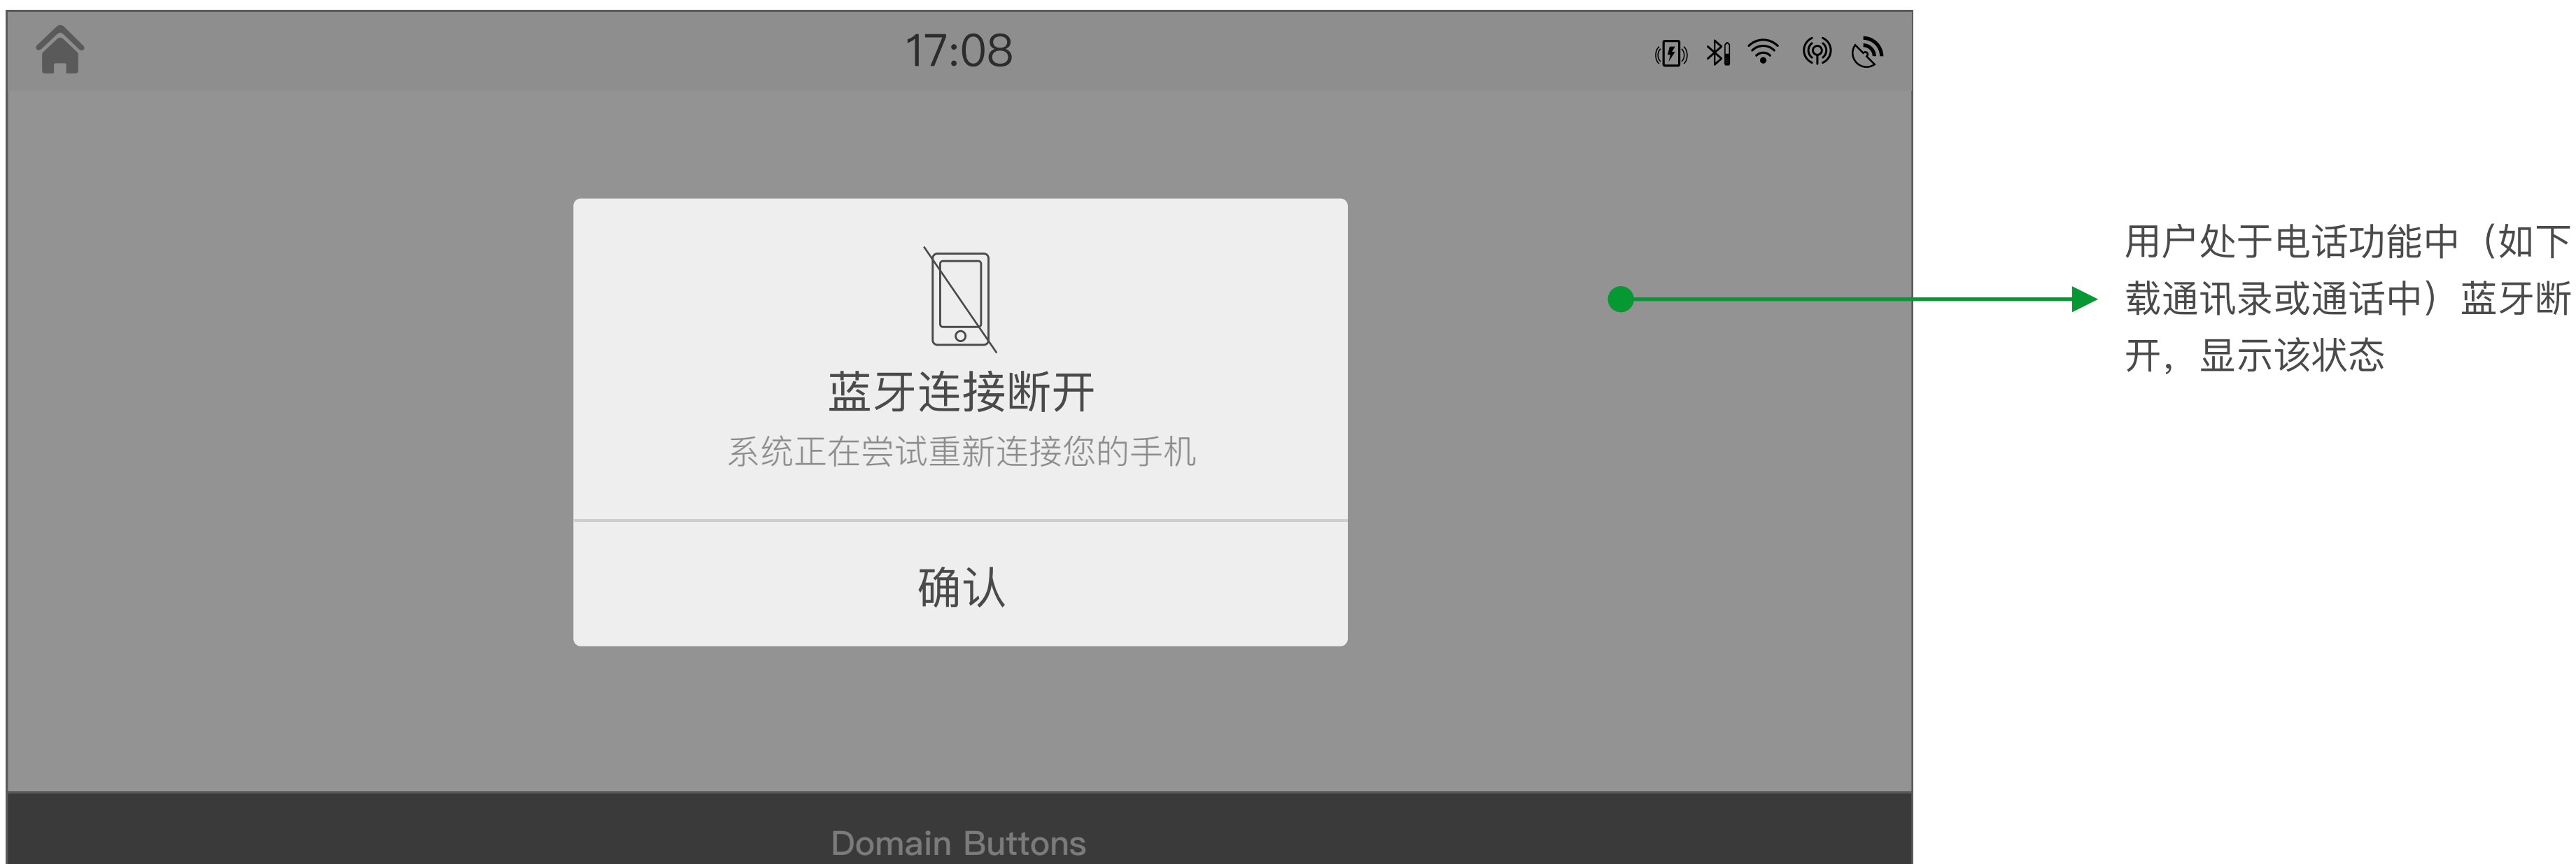 17:08
蓝牙连接断开
系统正在尝试重新连接您的手机
确认
Domain Buttons
用户处于电话功能中（如下
载通讯录或通话中）蓝牙断
开，显示该状态